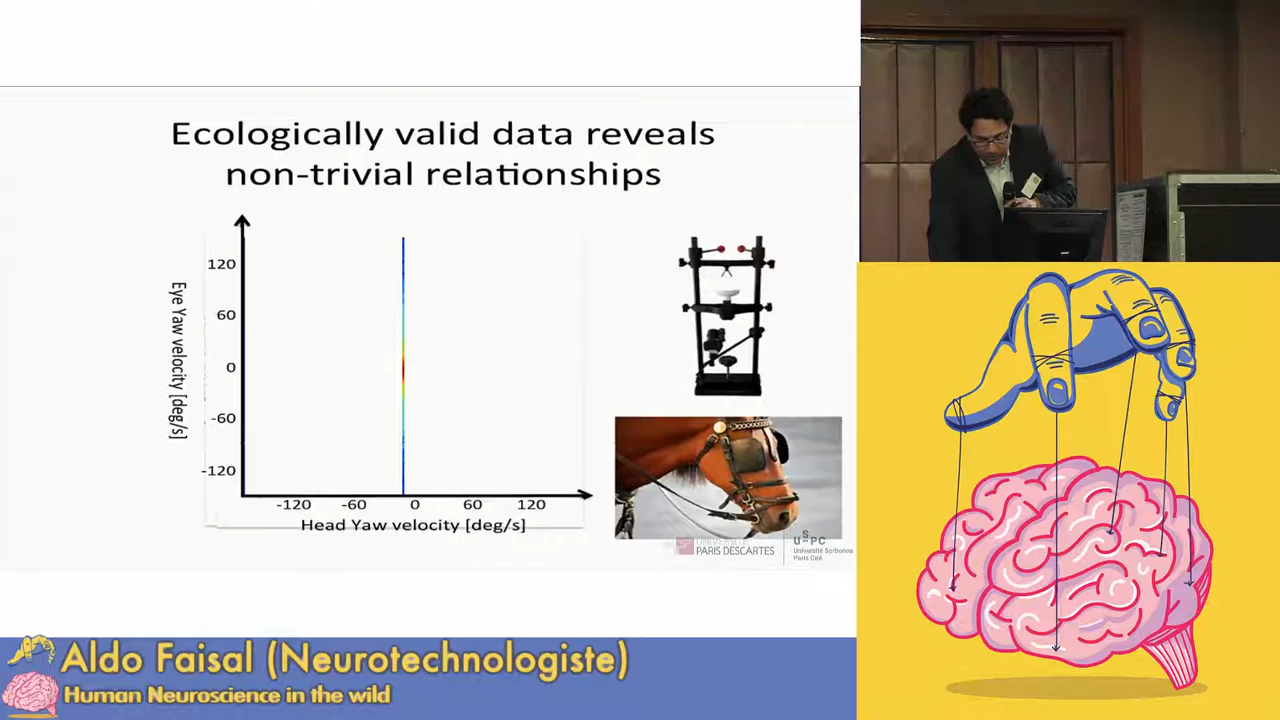 Ecologically valid data reveals
non-trivial relationships
Eye Yaw velocity [deg/s]
120
60
0
-60
-120
-120 -60 0 60 120
Head Yaw velocity [deg/s]
UNIVERSITÉ
PARIS DESCARTES
USPC
Université Sorbonne
Paris Cité
Aldo Faisal (Neurotechnologiste)
Human Neuroscience in the wild